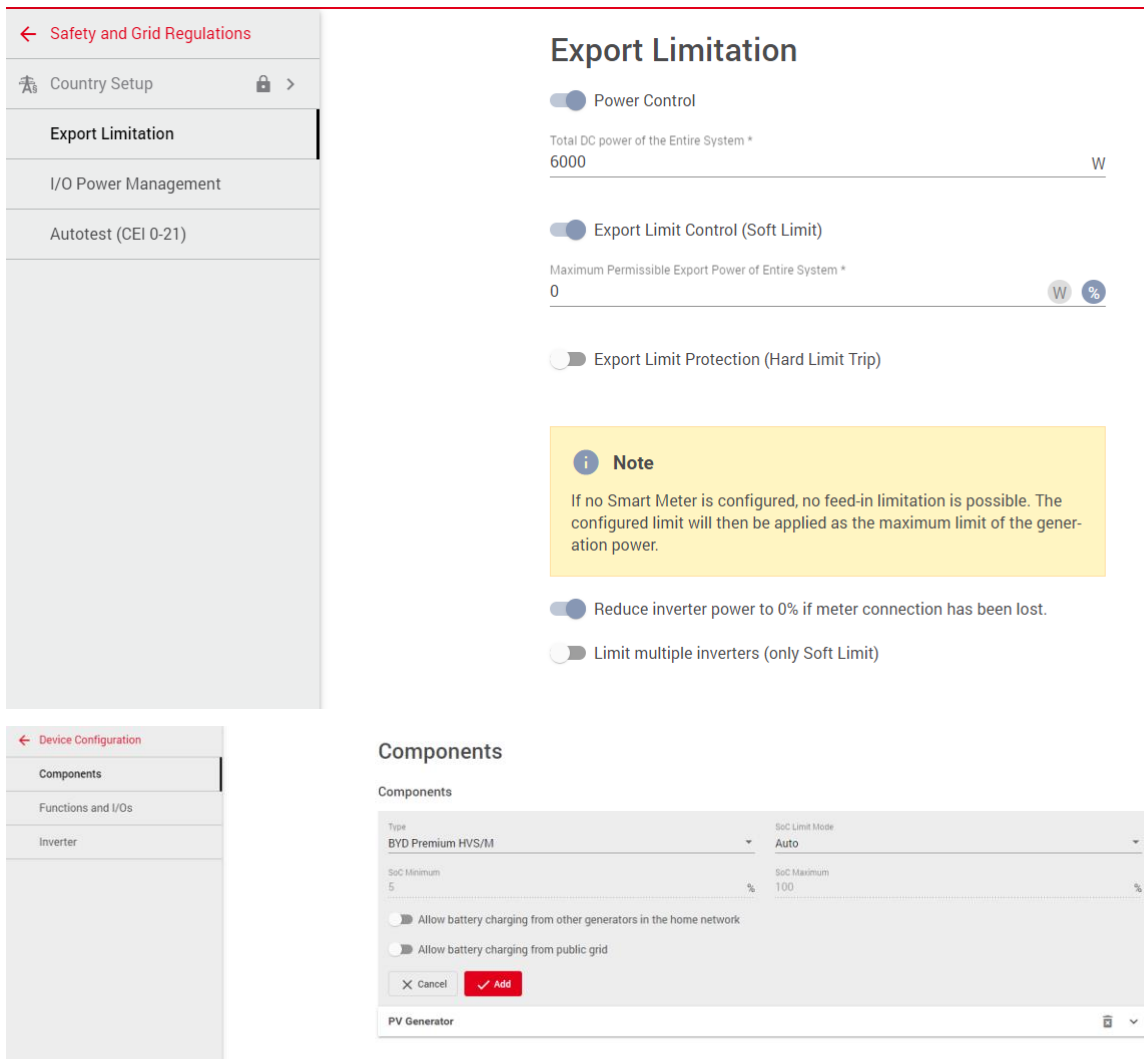 Safety and Grid Regulations
Country Setup
Export Limitation
I/O Power Management
Autotest (CEI 0-21)
Export Limitation
Power Control
Total DC power of the Entire System *
6000 W
Export Limit Control (Soft Limit)
Maximum Permissible Export Power of Entire System *
0 W %
Export Limit Protection (Hard Limit Trip)
Note
If no Smart Meter is configured, no feed-in limitation is possible. The
configured limit will then be applied as the maximum limit of the gener-
ation power.
Reduce inverter power to 0% if meter connection has been lost.
Limit multiple inverters (only Soft Limit)
Device Configuration
Components
Functions and I/Os
Inverter
Components
Components
Type SoC Limit Mode
BYD Premium HVS/M Auto
SoC Minimum SoC Maximum
5 % 100 %
Allow battery charging from other generators in the home network
Allow battery charging from public grid
Cancel Add
PV Generator